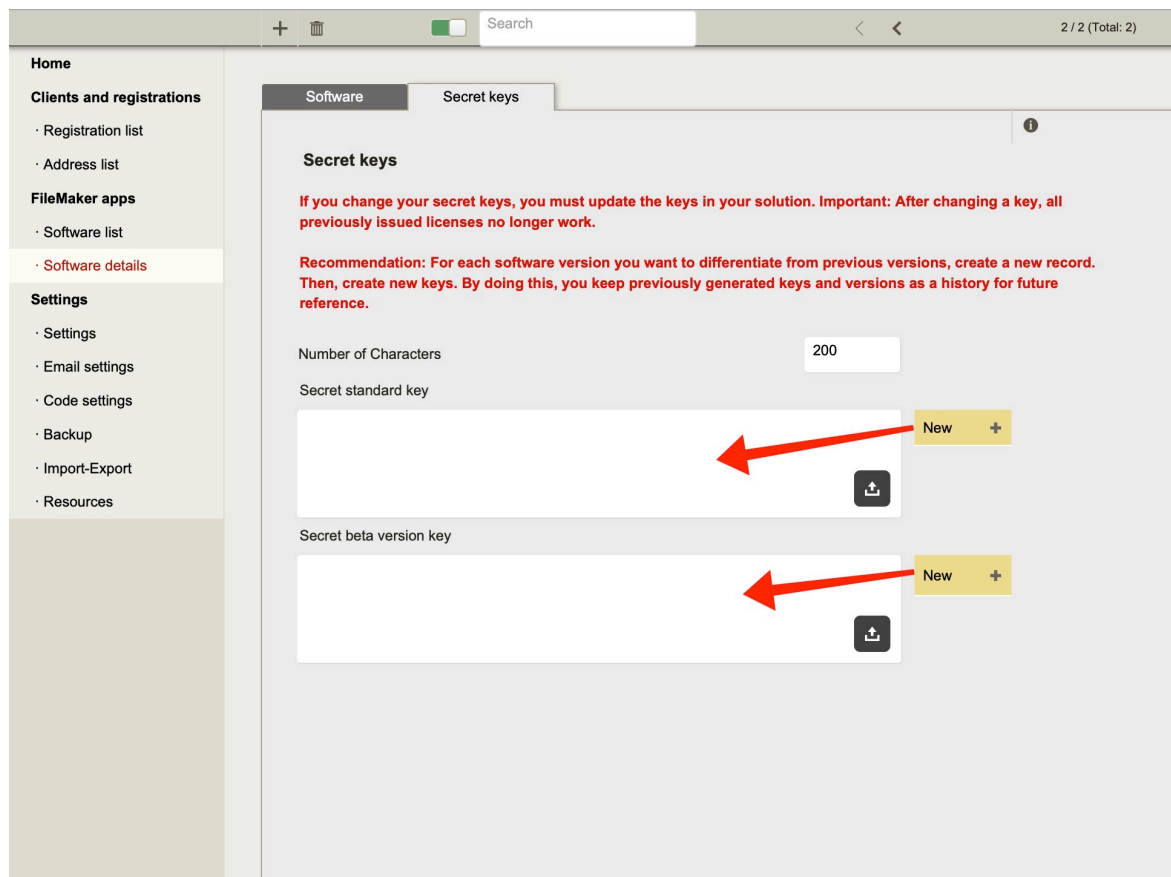 Search
2 / 2 (Total: 2)
Home
Clients and registrations
· Registration list
· Address list
FileMaker apps
· Software list
· Software details
Settings
· Settings
· Email settings
· Code settings
· Backup
· Import-Export
· Resources
Software
Secret keys
Secret keys
If you change your secret keys, you must update the keys in your solution. Important: After changing a key, all
previously issued licenses no longer work.
Recommendation: For each software version you want to differentiate from previous versions, create a new record.
Then, create new keys. By doing this, you keep previously generated keys and versions as a history for future
reference.
Number of Characters
200
Secret standard key
New +
Secret beta version key
New +